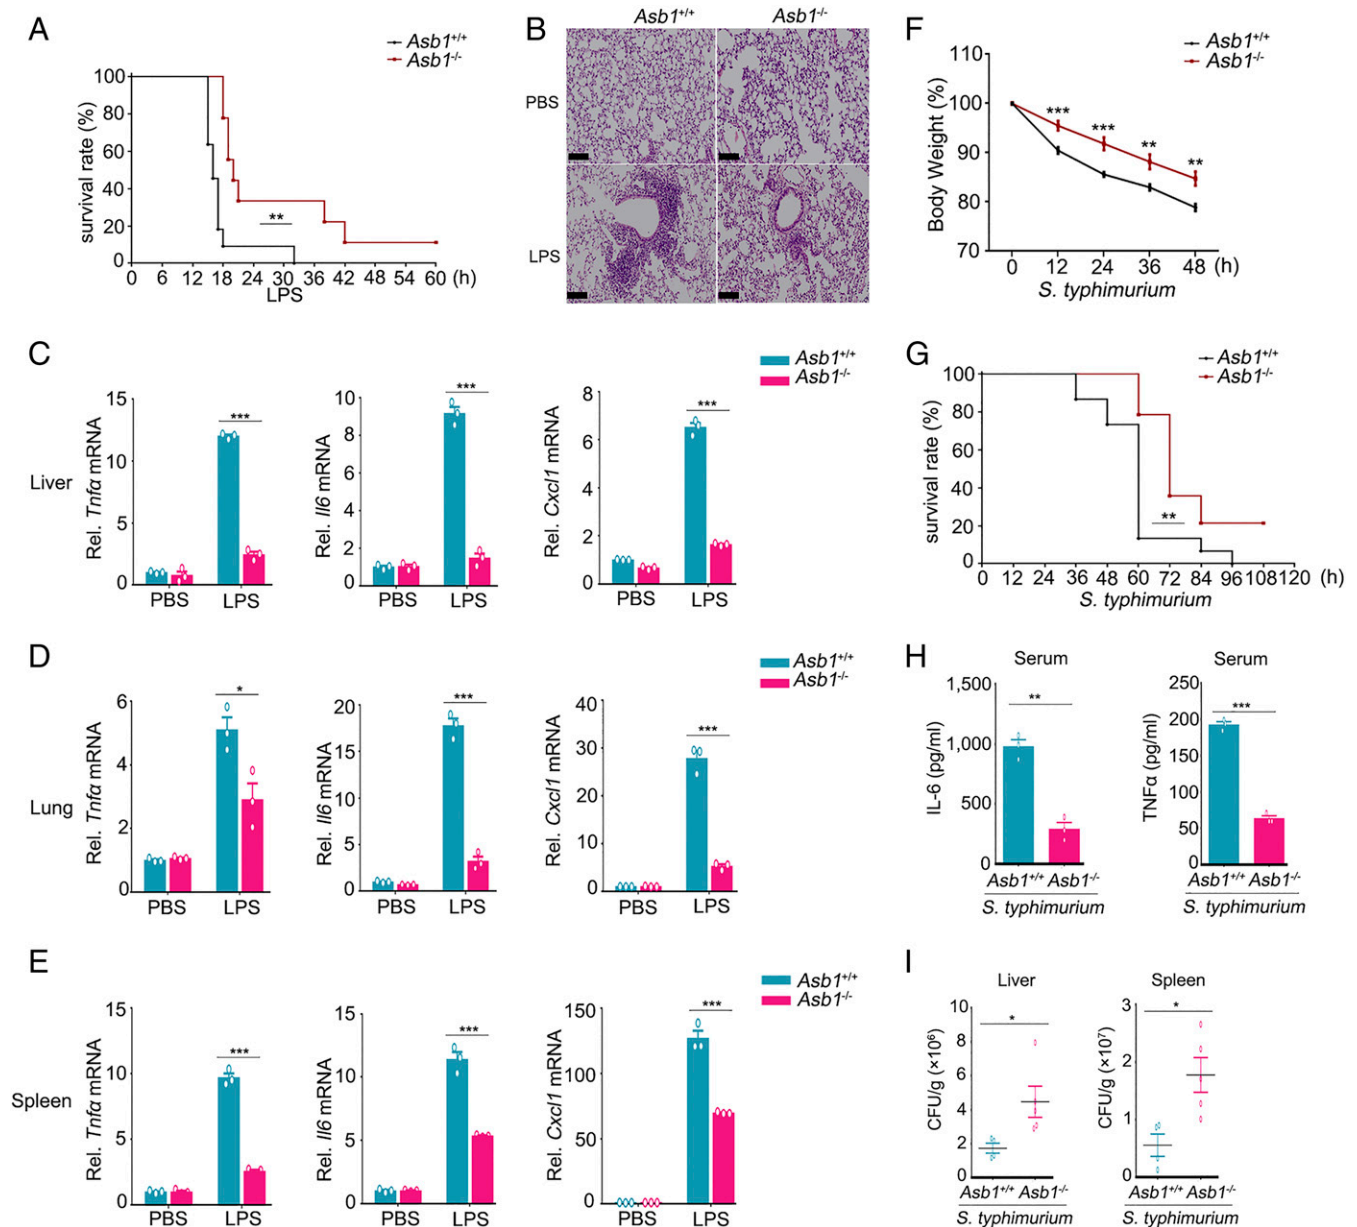 A
Asb1+/+
Asb1-/-
survival rate (%)
100
80
60
40
20
0
0 6 12 18 24 30 36 42 48 54 60 (h)
**
LPS
B
Asb1+/+ Asb1-/-
PBS
LPS
F
Asb1+/+
Asb1-/-
Body Weight (%)
110
100
90
80
70
*** *** ** **
0 12 24 36 48 (h)
S. typhimurium
C
Asb1+/+
Asb1-/-
Liver
Rel. Tnfα mRNA
15
10
5
0
***
PBS LPS
Rel. Il6 mRNA
10
8
6
4
2
0
***
PBS LPS
Rel. Cxcl1 mRNA
8
6
4
2
0
***
PBS LPS
G
Asb1+/+
Asb1-/-
survival rate (%)
100
80
60
40
20
0
**
0 12 24 36 48 60 72 84 96 108 120 (h)
S. typhimurium
D
Asb1+/+
Asb1-/-
Lung
Rel. Tnfα mRNA
6
4
2
0
*
PBS LPS
Rel. Il6 mRNA
20
15
10
5
0
***
PBS LPS
Rel. Cxcl1 mRNA
40
30
20
10
0
***
PBS LPS
H
Serum
IL-6 (pg/ml)
1,500
1,000
500
0
**
Asb1+/+ Asb1-/-
S. typhimurium
Serum
TNFα (pg/ml)
250
200
150
100
50
0
***
Asb1+/+ Asb1-/-
S. typhimurium
E
Asb1+/+
Asb1-/-
Spleen
Rel. Tnfα mRNA
15
10
5
0
***
PBS LPS
Rel. Il6 mRNA
15
10
5
0
***
PBS LPS
Rel. Cxcl1 mRNA
150
100
50
0
***
PBS LPS
I
Liver
CFU/g (×10⁶)
10
8
6
4
2
0
*
Asb1+/+ Asb1-/-
S. typhimurium
Spleen
CFU/g (×10⁷)
3
2
1
0
*
Asb1+/+ Asb1-/-
S. typhimurium